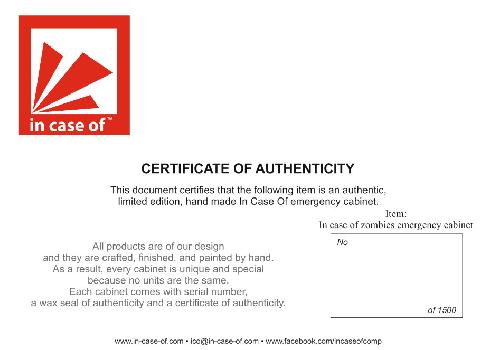 in case of™
CERTIFICATE OF AUTHENTICITY
This document certifies that the following item is an authentic,
limited edition, hand made In Case Of emergency cabinet.
Item:
In case of zombies emergency cabinet
All products are of our design
and they are crafted, finished, and painted by hand.
As a result, every cabinet is unique and special
because no units are the same.
Each cabinet comes with serial number,
a wax seal of authenticity and a certificate of authenticity.
No
of 1500
www.in-case-of.com • ico@in-case-of.com • www.facebook.com/incaseofcomp